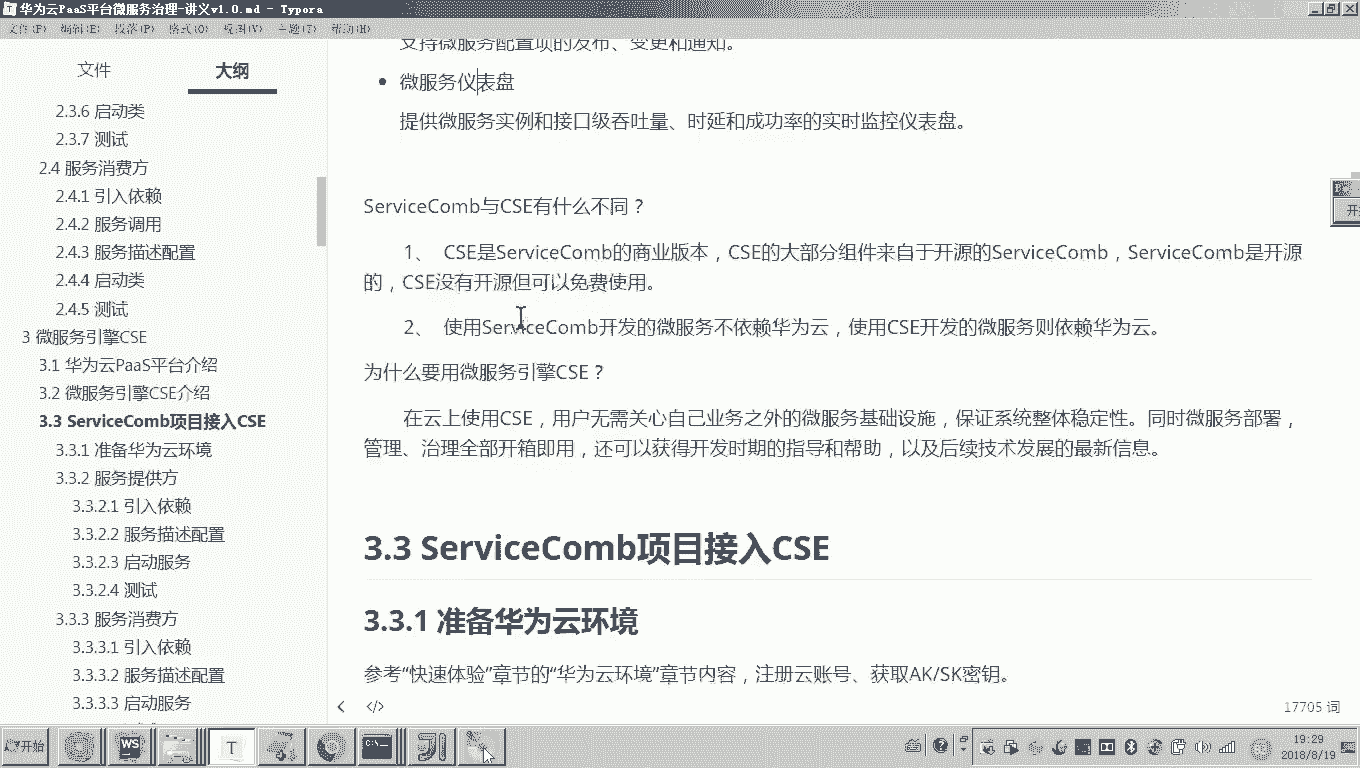 华为云PaaS平台微服务治理-讲义v1.0.md - Typora
文件(F) 编辑(E) 段落(P) 格式(O) 视图(V) 主题(T) 帮助(H)
文件 大纲
2.3.6 启动类
2.3.7 测试
2.4 服务消费方
2.4.1 引入依赖
2.4.2 服务调用
2.4.3 服务描述配置
2.4.4 启动类
2.4.5 测试
3 微服务引擎CSE
3.1 华为云PaaS平台介绍
3.2 微服务引擎CSE介绍
3.3 ServiceComb项目接入CSE
3.3.1 准备华为云环境
3.3.2 服务提供方
3.3.2.1 引入依赖
3.3.2.2 服务描述配置
3.3.2.3 启动服务
3.3.2.4 测试
3.3.3 服务消费方
3.3.3.1 引入依赖
3.3.3.2 服务描述配置
3.3.3.3 启动服务
支持微服务配置项的发布、变更和通知。
微服务仪表盘
提供微服务实例和接口级吞吐量、时延和成功率的实时监控仪表盘。
ServiceComb与CSE有什么不同？
1、 CSE是ServiceComb的商业版本，CSE的大部分组件来自于开源的ServiceComb，ServiceComb是开源
的，CSE没有开源但可以免费使用。
2、 使用ServiceComb开发的微服务不依赖华为云，使用CSE开发的微服务则依赖华为云。
为什么要用微服务引擎CSE？
在云上使用CSE，用户无需关心自己业务之外的微服务基础设施，保证系统整体稳定性。同时微服务部署，
管理、治理全部开箱即用，还可以获得开发时期的指导和帮助，以及后续技术发展的最新信息。
3.3 ServiceComb项目接入CSE
3.3.1 准备华为云环境
参考“快速体验”章节的“华为云环境”章节内容，注册云账号、获取AK/SK密钥。
17705 词
开始
WS
T
19:29
2018/8/19